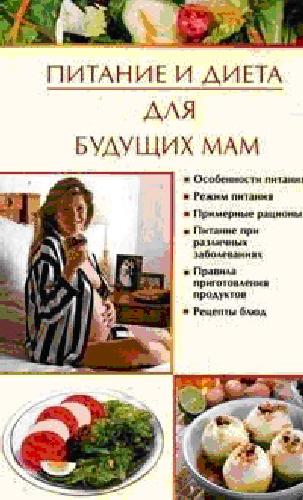 ПИТАНИЕ И ДИЕТА
ДЛЯ
БУДУЩИХ МАМ
Особенности питания
Режим питания
Примерные рационы
Питание при
различных
заболеваниях
Правила
приготовления
продуктов
Рецепты блюд